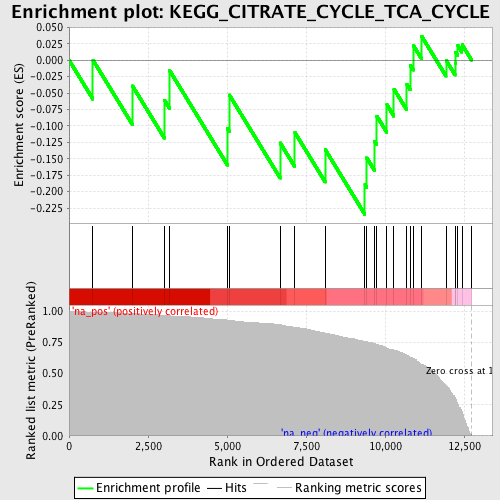 Enrichment plot: KEGG_CITRATE_CYCLE_TCA_CYCLE
Enrichment score (ES)
0.050
0.025
0.000
-0.025
-0.050
-0.075
-0.100
-0.125
-0.150
-0.175
-0.200
-0.225
'na_pos' (positively correlated)
Ranked list metric (PreRanked)
1.00
0.75
0.50
0.25
0.00
Zero cross at 1
'na_neg' (negatively correlated)
0
2,500
5,000
7,500
10,000
12,500
Rank in Ordered Dataset
Enrichment profile
Hits
Ranking metric scores